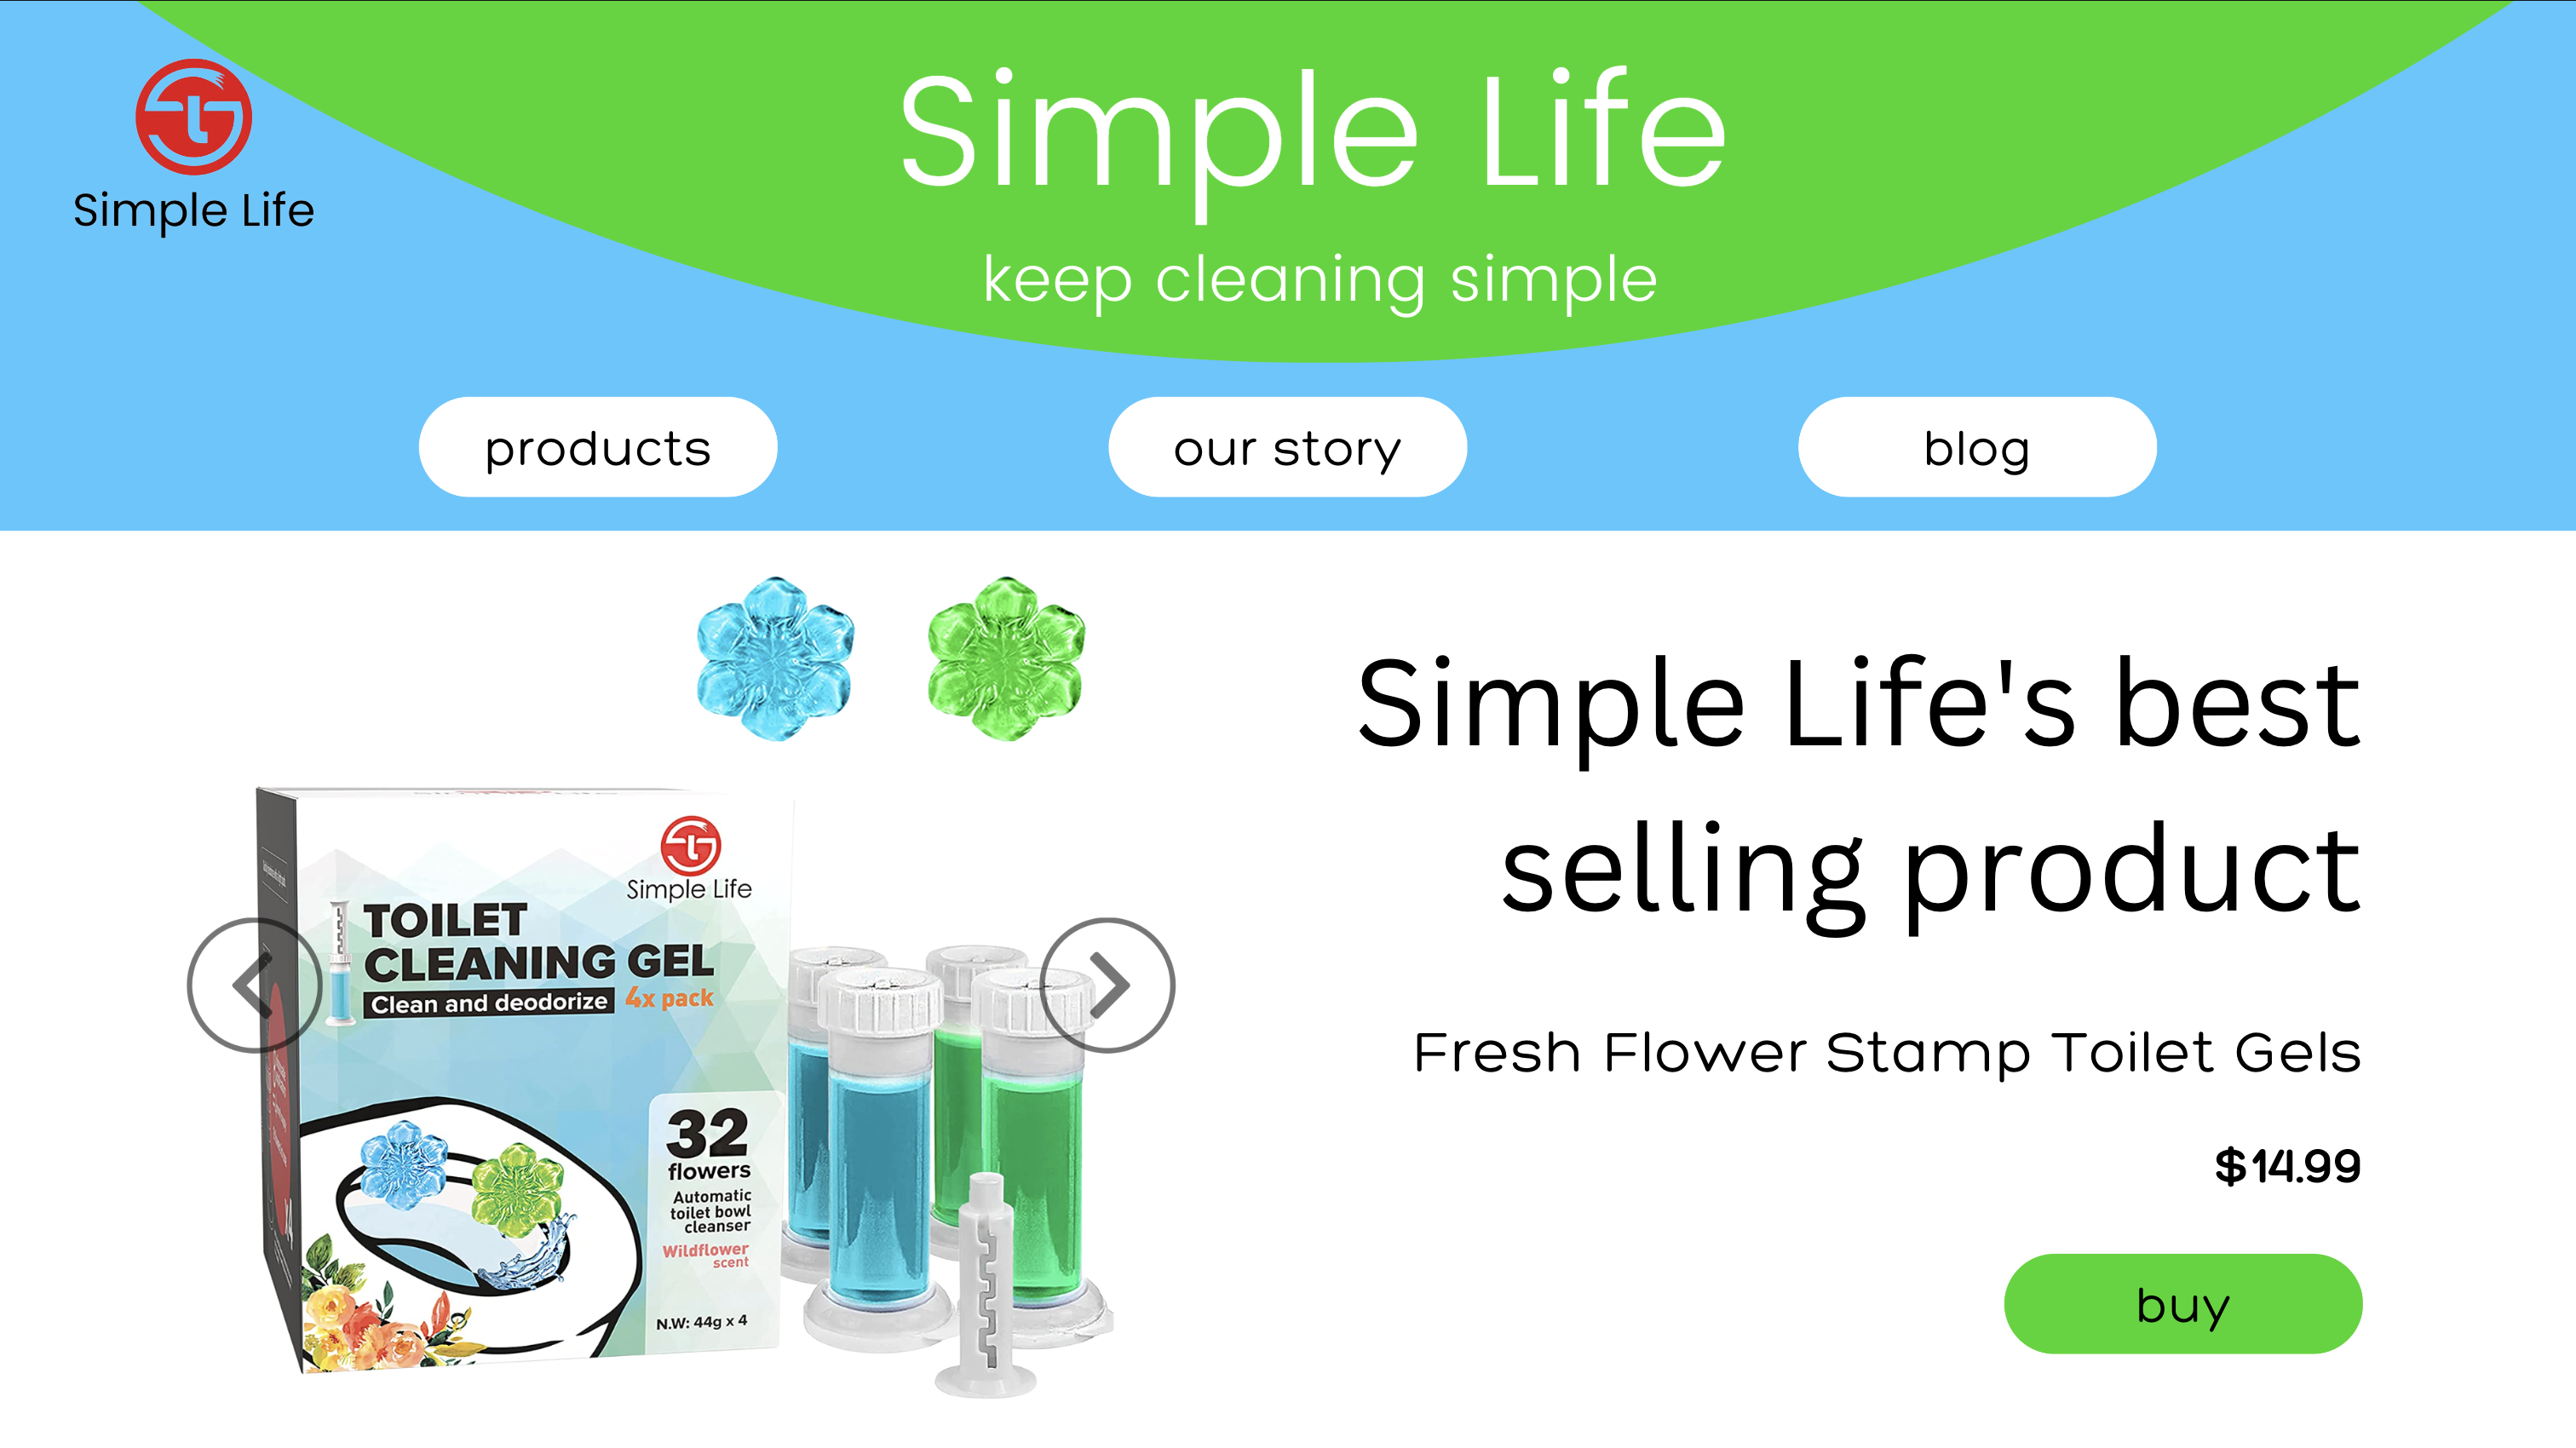 Simple Life
Simple Life
keep cleaning simple
products
our story
blog
Simple Life
TOILET
CLEANING GEL
Clean and deodorize 4x pack
32
flowers
Automatic
toilet bowl
cleanser
Wildflower
scent
N.W: 44g x 4
x4
Simple Life's best
selling product
Fresh Flower Stamp Toilet Gels
$14.99
buy